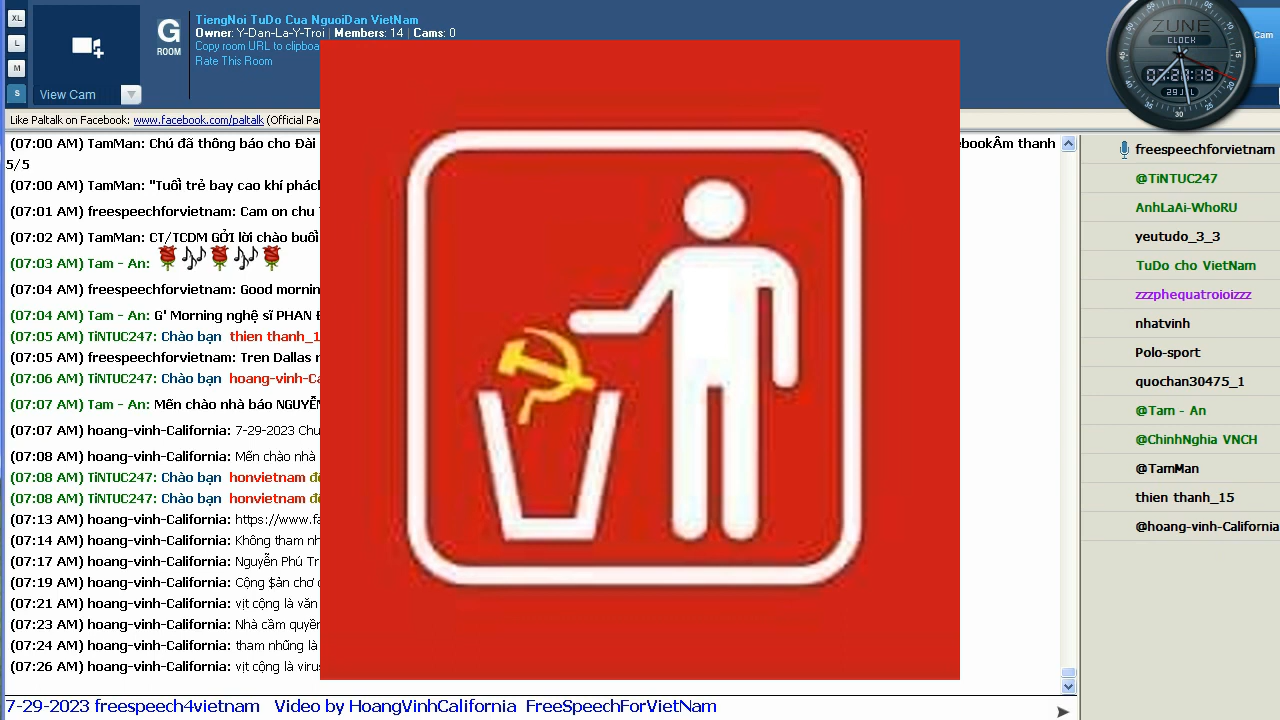 XL
L
M
S
View Cam
G
ROOM
TiengNoi TuDo Cua NguoiDan VietNam
Owner: Y-Dan-La-Y-Troi | Members: 14 | Cams: 0
Copy room URL to clipboa
Rate This Room
ZUNE
CLOCK
29 JUL
Cam
Like Paltalk on Facebook: www.facebook.com/paltalk (Official Pa
(07:00 AM) TamMan: Chú đã thông báo cho Đài ebookÂm thanh
5/5
(07:00 AM) TamMan: "Tuổi trẻ bay cao khí phách
(07:01 AM) freespeechforvietnam: Cam on chu
(07:02 AM) TamMan: CT/TCDM GỞI lời chào buổi
(07:03 AM) Tam - An:
(07:04 AM) freespeechforvietnam: Good mornin
(07:04 AM) Tam - An: G' Morning nghệ sĩ PHAN
(07:05 AM) TiNTUC247: Chào bạn thien thanh_1
(07:05 AM) freespeechforvietnam: Tren Dallas
(07:06 AM) TiNTUC247: Chào bạn hoang-vinh-Ca
(07:07 AM) Tam - An: Mến chào nhà báo NGUYỄN
(07:07 AM) hoang-vinh-California: 7-29-2023 Chu
(07:08 AM) hoang-vinh-California: Mến chào nhà
(07:08 AM) TiNTUC247: Chào bạn honvietnam
(07:08 AM) TiNTUC247: Chào bạn honvietnam
(07:13 AM) hoang-vinh-California: https://www.fa
(07:14 AM) hoang-vinh-California: Không tham nh
(07:17 AM) hoang-vinh-California: Nguyễn Phú Tr
(07:19 AM) hoang-vinh-California: Cộng $ản chơ
(07:21 AM) hoang-vinh-California: vịt cộng là văn
(07:23 AM) hoang-vinh-California: Nhà cầm quyề
(07:24 AM) hoang-vinh-California: tham nhũng là
(07:26 AM) hoang-vinh-California: vịt cộng là virus
freespeechforvietnam
@TiNTUC247
AnhLaAi-WhoRU
yeutudo_3_3
TuDo cho VietNam
zzzphequatroioizzz
nhatvinh
Polo-sport
quochan30475_1
@Tam - An
@ChinhNghia VNCH
@TamMan
thien thanh_15
@hoang-vinh-California
7-29-2023 freespeech4vietnam Video by HoangVinhCalifornia FreeSpeechForVietNam